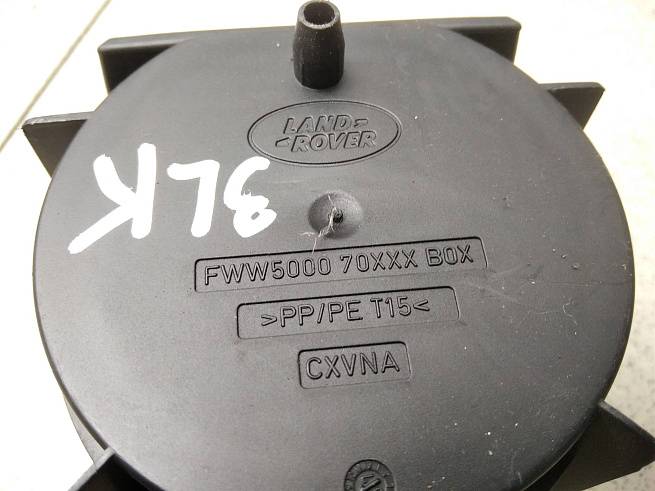 LAND
ROVER
3LK
FWW5000 70XXX BOX
>PP/PE T15<
CXVNA